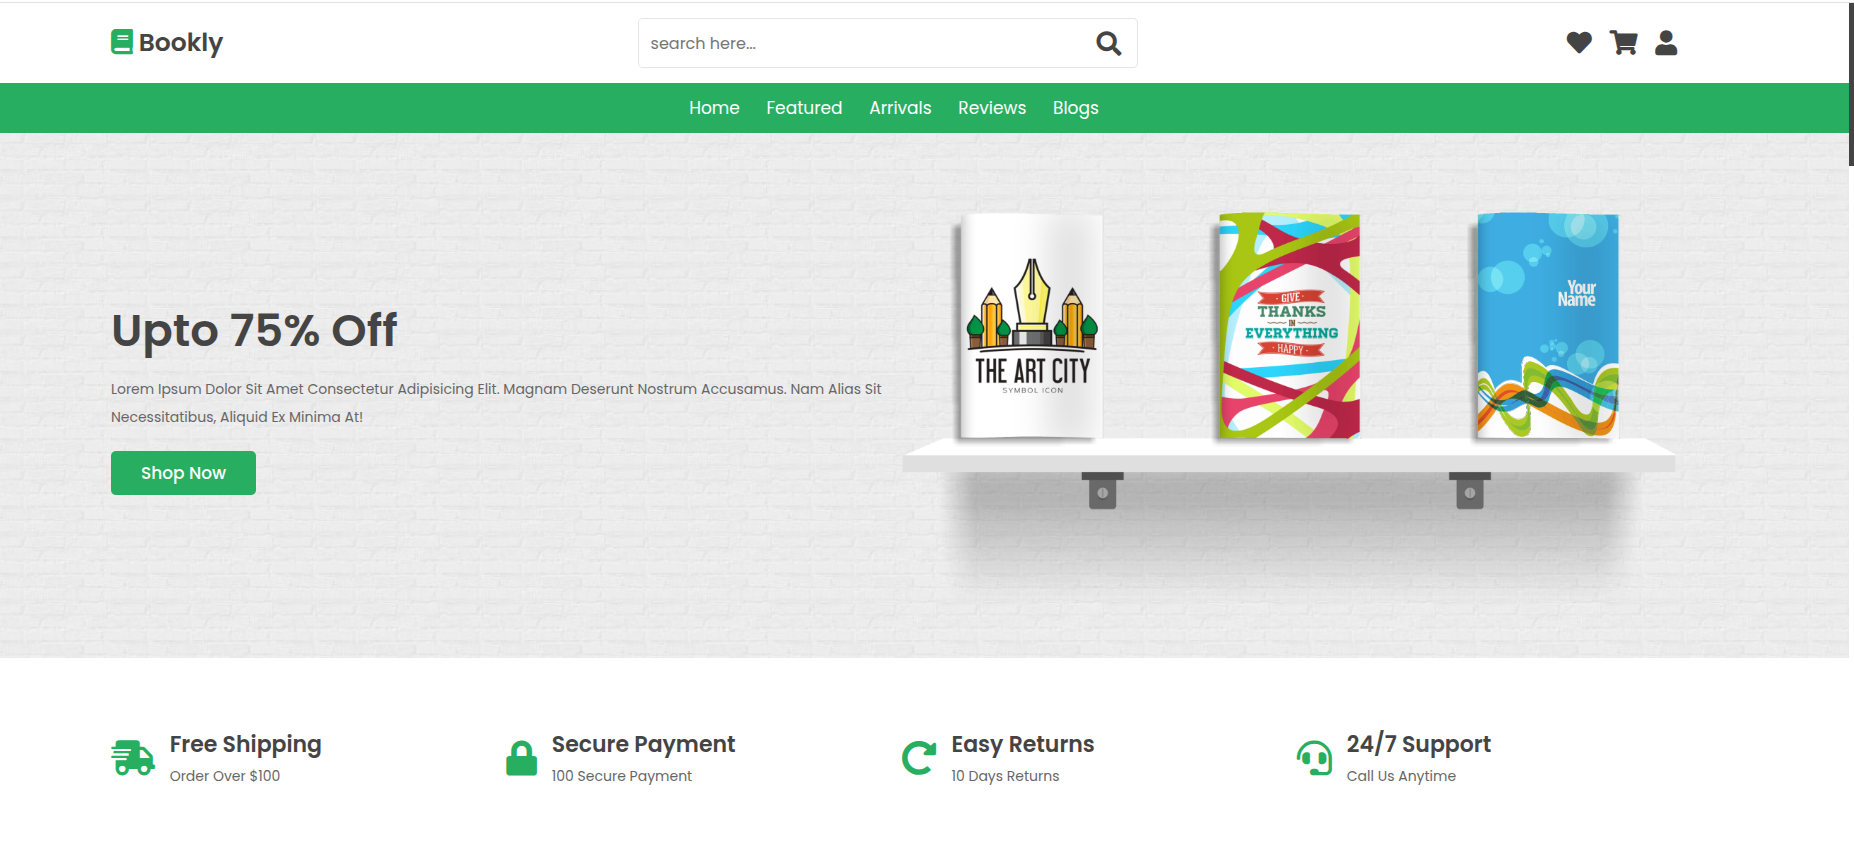 Bookly
search here...
Home Featured Arrivals Reviews Blogs
Upto 75% Off
Lorem Ipsum Dolor Sit Amet Consectetur Adipisicing Elit. Magnam Deserunt Nostrum Accusamus. Nam Alias Sit
Necessitatibus, Aliquid Ex Minima At!
Shop Now
THE ART CITY
SYMBOL ICON
· GIVE ·
THANKS
IN
EVERYTHING
· HAPPY ·
Your
Name
Free Shipping
Order Over $100
Secure Payment
100 Secure Payment
Easy Returns
10 Days Returns
24/7 Support
Call Us Anytime